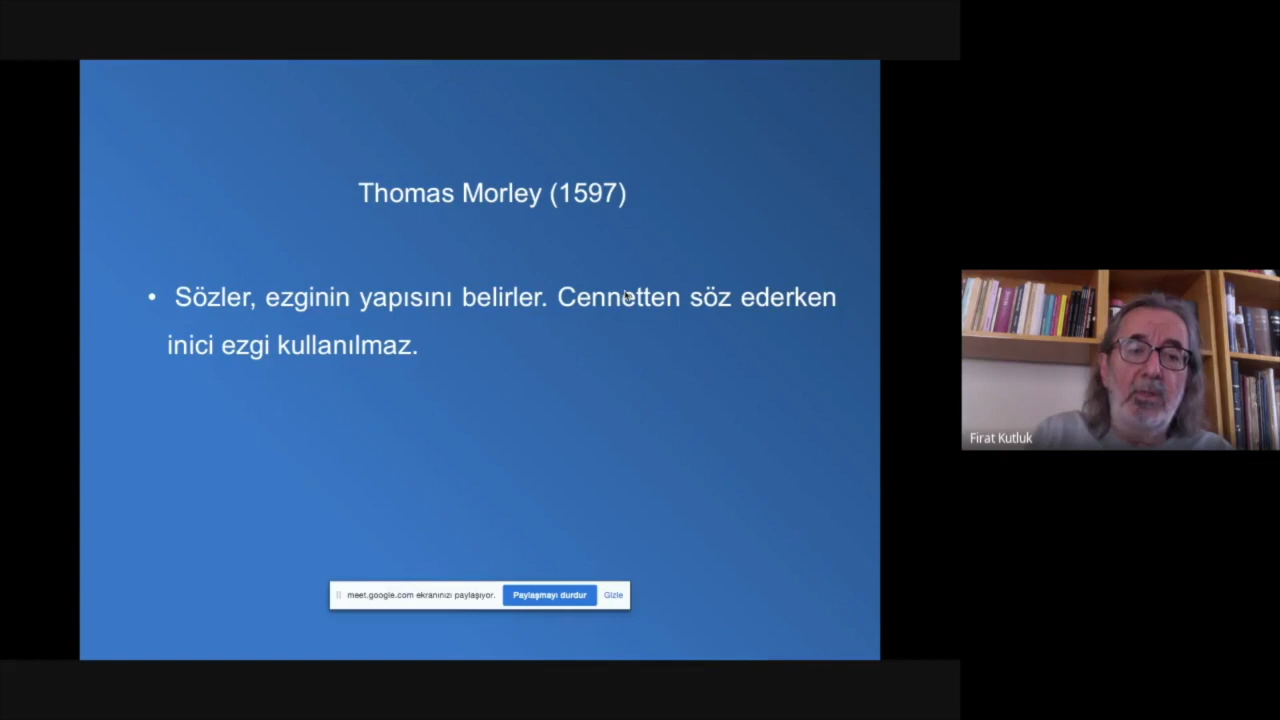 Thomas Morley (1597)
• Sözler, ezginin yapısını belirler. Cennetten söz ederken
inici ezgi kullanılmaz.
Fırat Kutluk
meet.google.com ekranınızı paylaşıyor. Paylaşmayı durdur Gizle